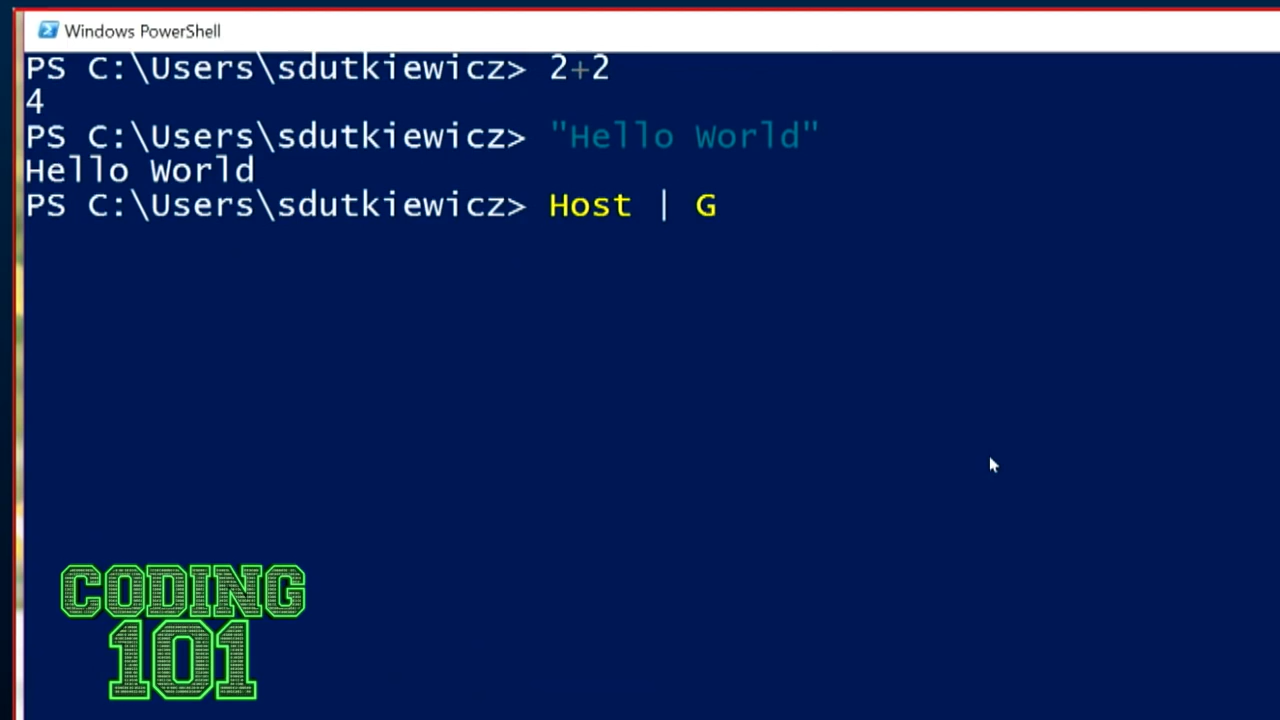 Windows PowerShell
PS C:\Users\sdutkiewicz> 2+2
4
PS C:\Users\sdutkiewicz> "Hello World"
Hello World
PS C:\Users\sdutkiewicz> Host | G
CODING
101